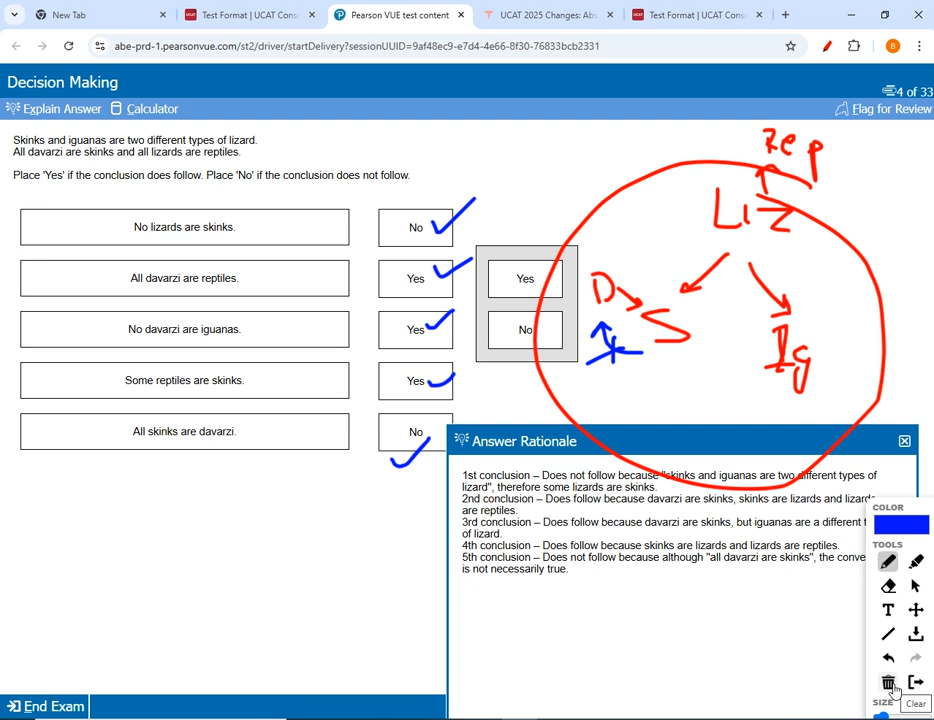 New Tab
Test Format | UCAT Cons
Pearson VUE test content
UCAT 2025 Changes: Abs
Test Format | UCAT Cons
abe-prd-1.pearsonvue.com/st2/driver/startDelivery?sessionUUID=9af48ec9-e7d4-4e66-8f30-76833bcb2331
B
Decision Making
4 of 33
Explain Answer
Calculator
Flag for Review
Skinks and iguanas are two different types of lizard.
All davarzi are skinks and all lizards are reptiles.
Place 'Yes' if the conclusion does follow. Place 'No' if the conclusion does not follow.
Rep
Liz
No lizards are skinks.
No
All davarzi are reptiles.
Yes
Yes
D
No davarzi are iguanas.
Yes
No
S
Ig
Some reptiles are skinks.
Yes
All skinks are davarzi.
No
Answer Rationale
1st conclusion – Does not follow because "skinks and iguanas are two different types of
lizard", therefore some lizards are skinks.
2nd conclusion – Does follow because davarzi are skinks, skinks are lizards and lizards
are reptiles.
3rd conclusion – Does follow because davarzi are skinks, but iguanas are a different t
of lizard.
4th conclusion – Does follow because skinks are lizards and lizards are reptiles.
5th conclusion – Does not follow because although "all davarzi are skinks", the conve
is not necessarily true.
COLOR
TOOLS
T
Clear
SIZE
End Exam